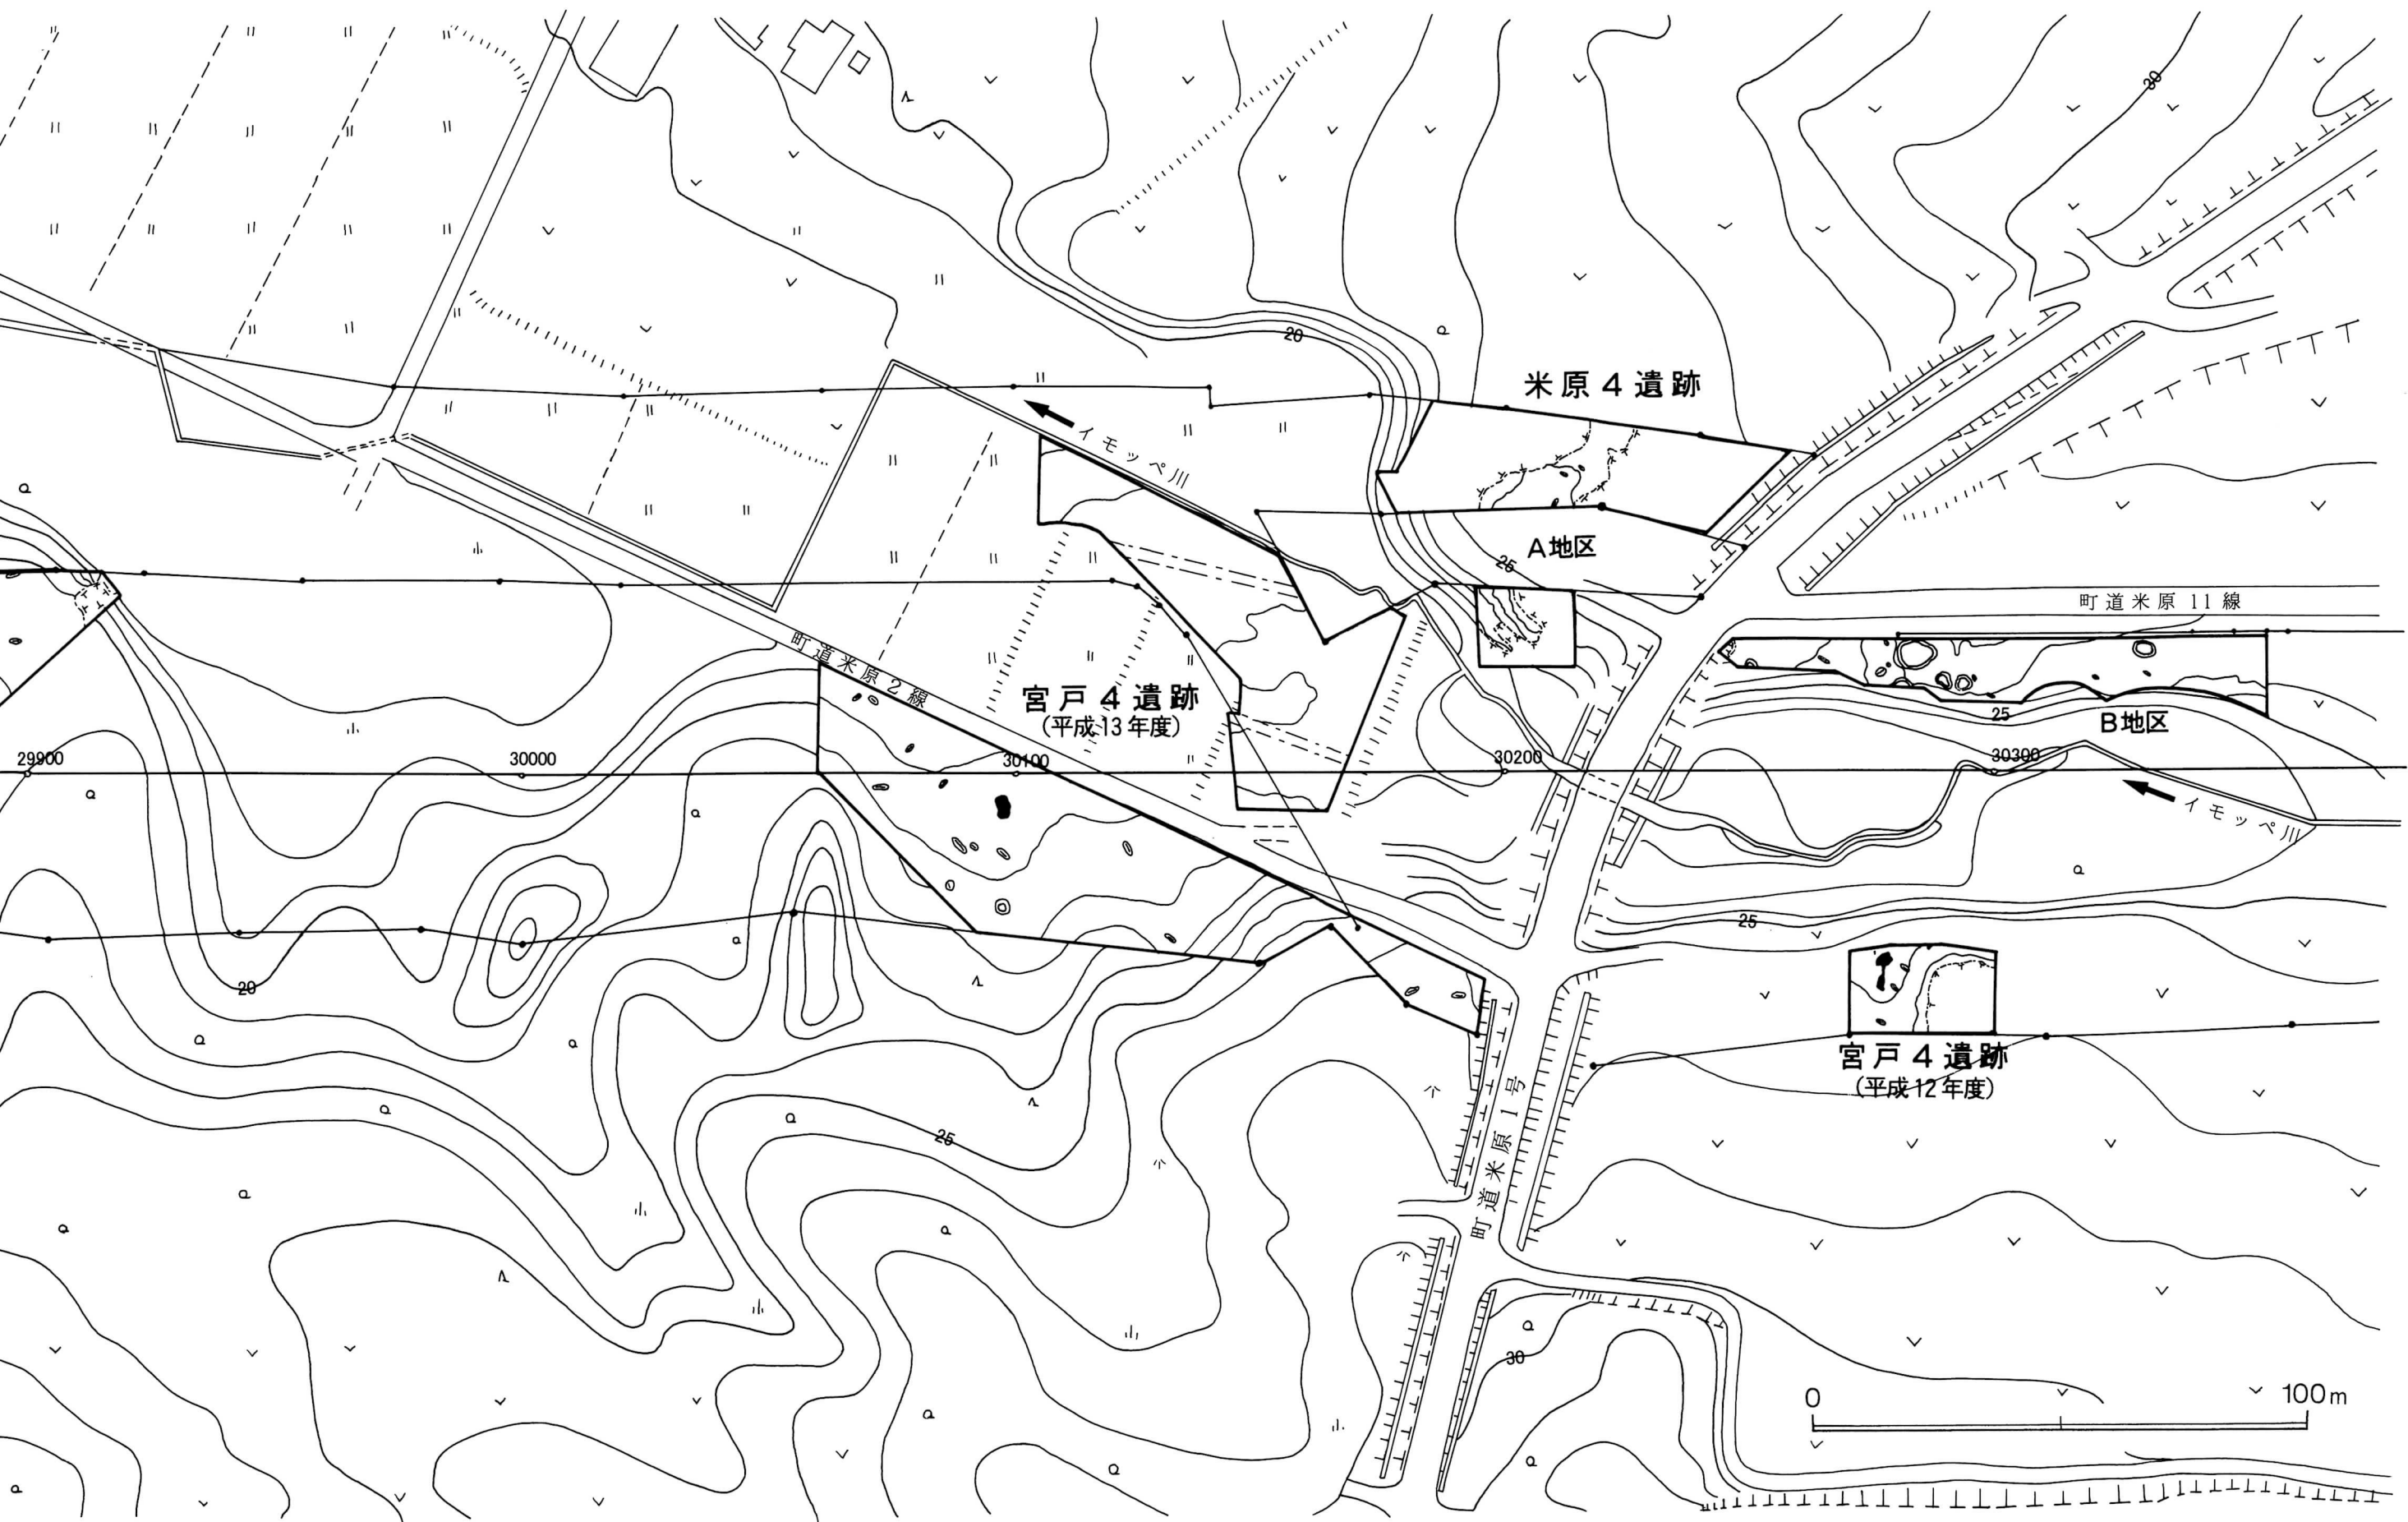 30
20
米原4遺跡
イモッペ川
A地区
25
町道米原11線
町道米原2線
宮戸4遺跡
(平成13年度)
25
B地区
29900
30000
30100
30200
30300
イモッペ川
25
20
宮戸4遺跡
(平成12年度)
町道米原1号
25
30
0
100m